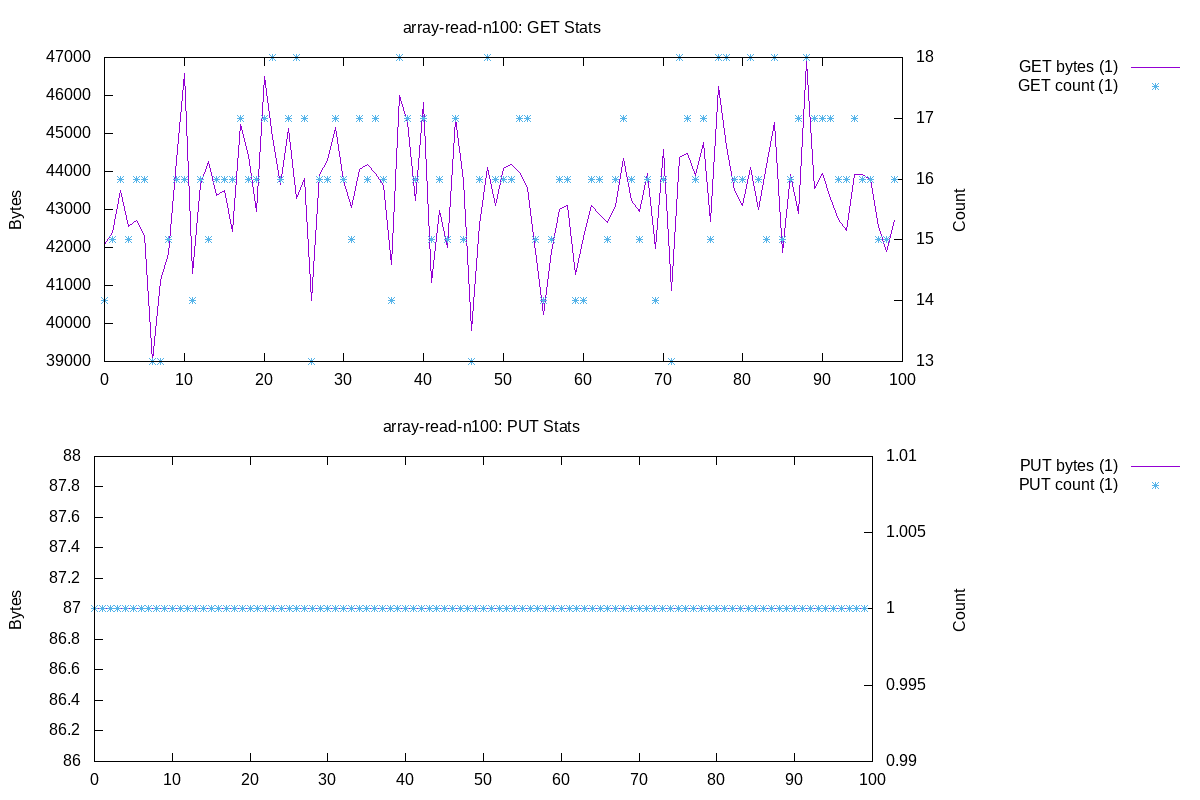 array-read-n100: GET Stats
47000
46000
45000
44000
43000
42000
41000
40000
39000
Bytes
18
17
16
15
14
13
Count
0 10 20 30 40 50 60 70 80 90 100
GET bytes (1)
GET count (1)
array-read-n100: PUT Stats
88
87.8
87.6
87.4
87.2
87
86.8
86.6
86.4
86.2
86
Bytes
1.01
1.005
1
0.995
0.99
Count
0 10 20 30 40 50 60 70 80 90 100
PUT bytes (1)
PUT count (1)